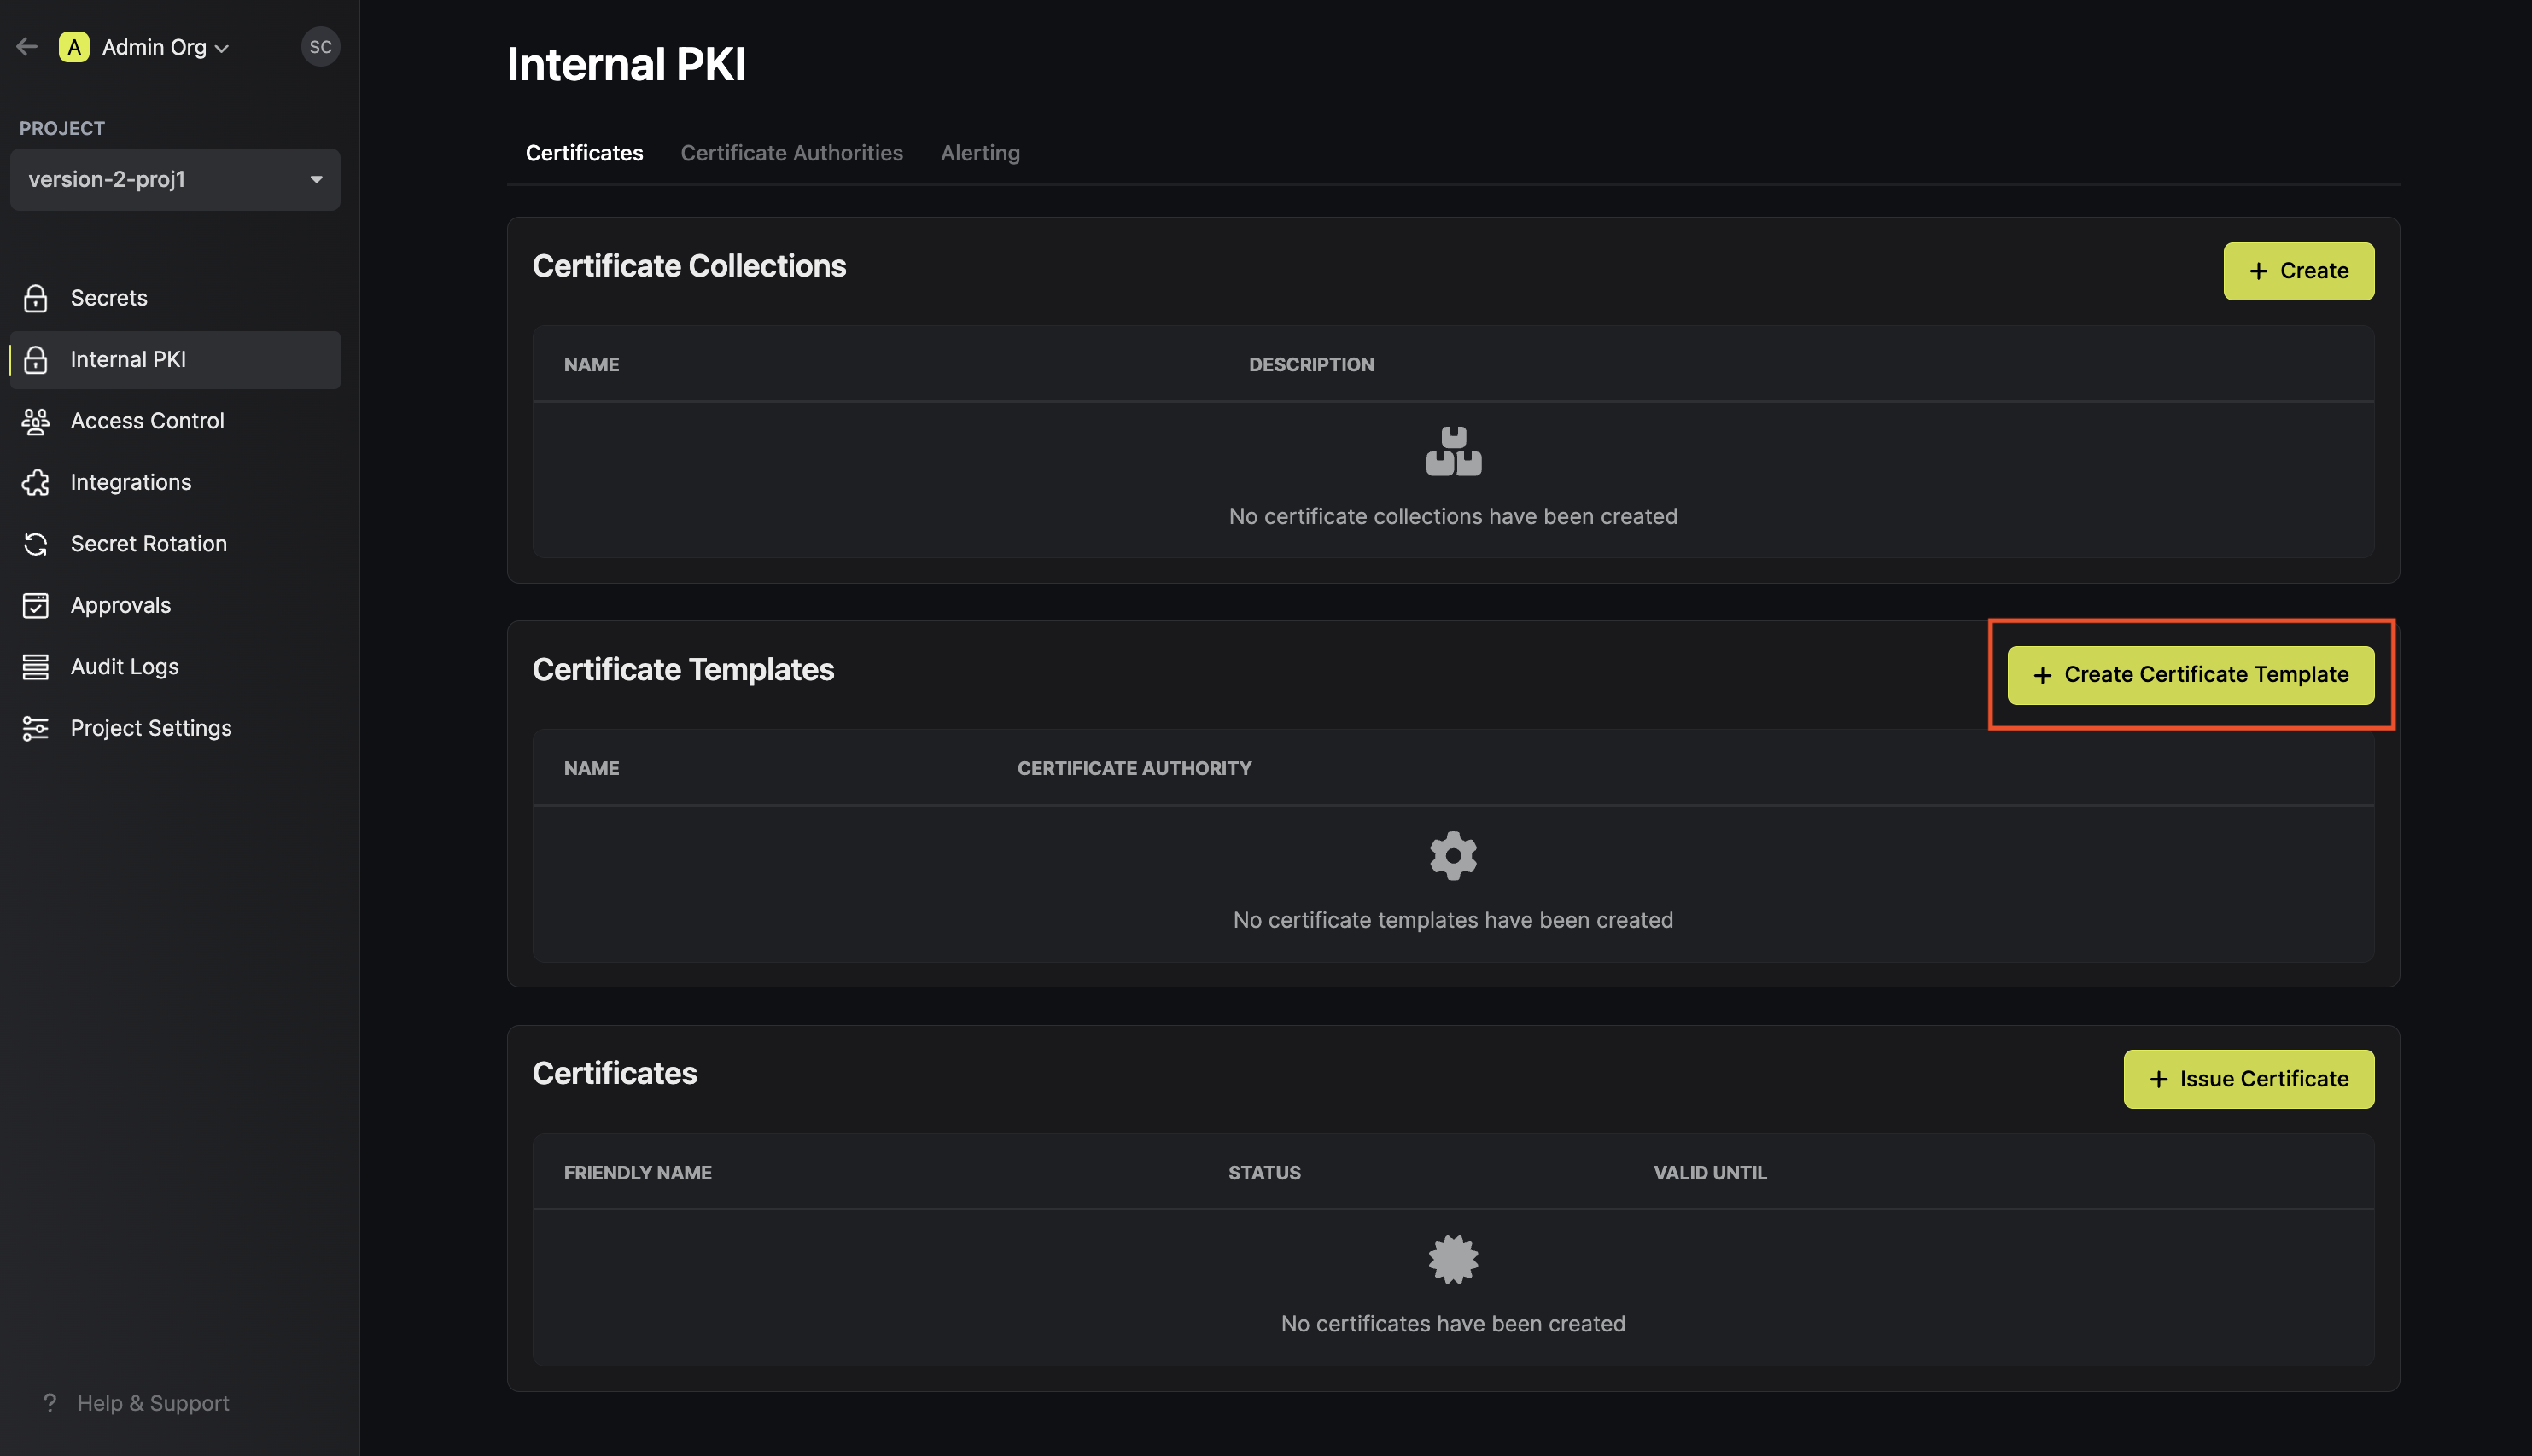 A Admin Org SC
PROJECT
version-2-proj1
Secrets
Internal PKI
Access Control
Integrations
Secret Rotation
Approvals
Audit Logs
Project Settings
? Help & Support
Internal PKI
Certificates Certificate Authorities Alerting
Certificate Collections
+ Create
NAME DESCRIPTION
No certificate collections have been created
Certificate Templates
+ Create Certificate Template
NAME CERTIFICATE AUTHORITY
No certificate templates have been created
Certificates
+ Issue Certificate
FRIENDLY NAME STATUS VALID UNTIL
No certificates have been created